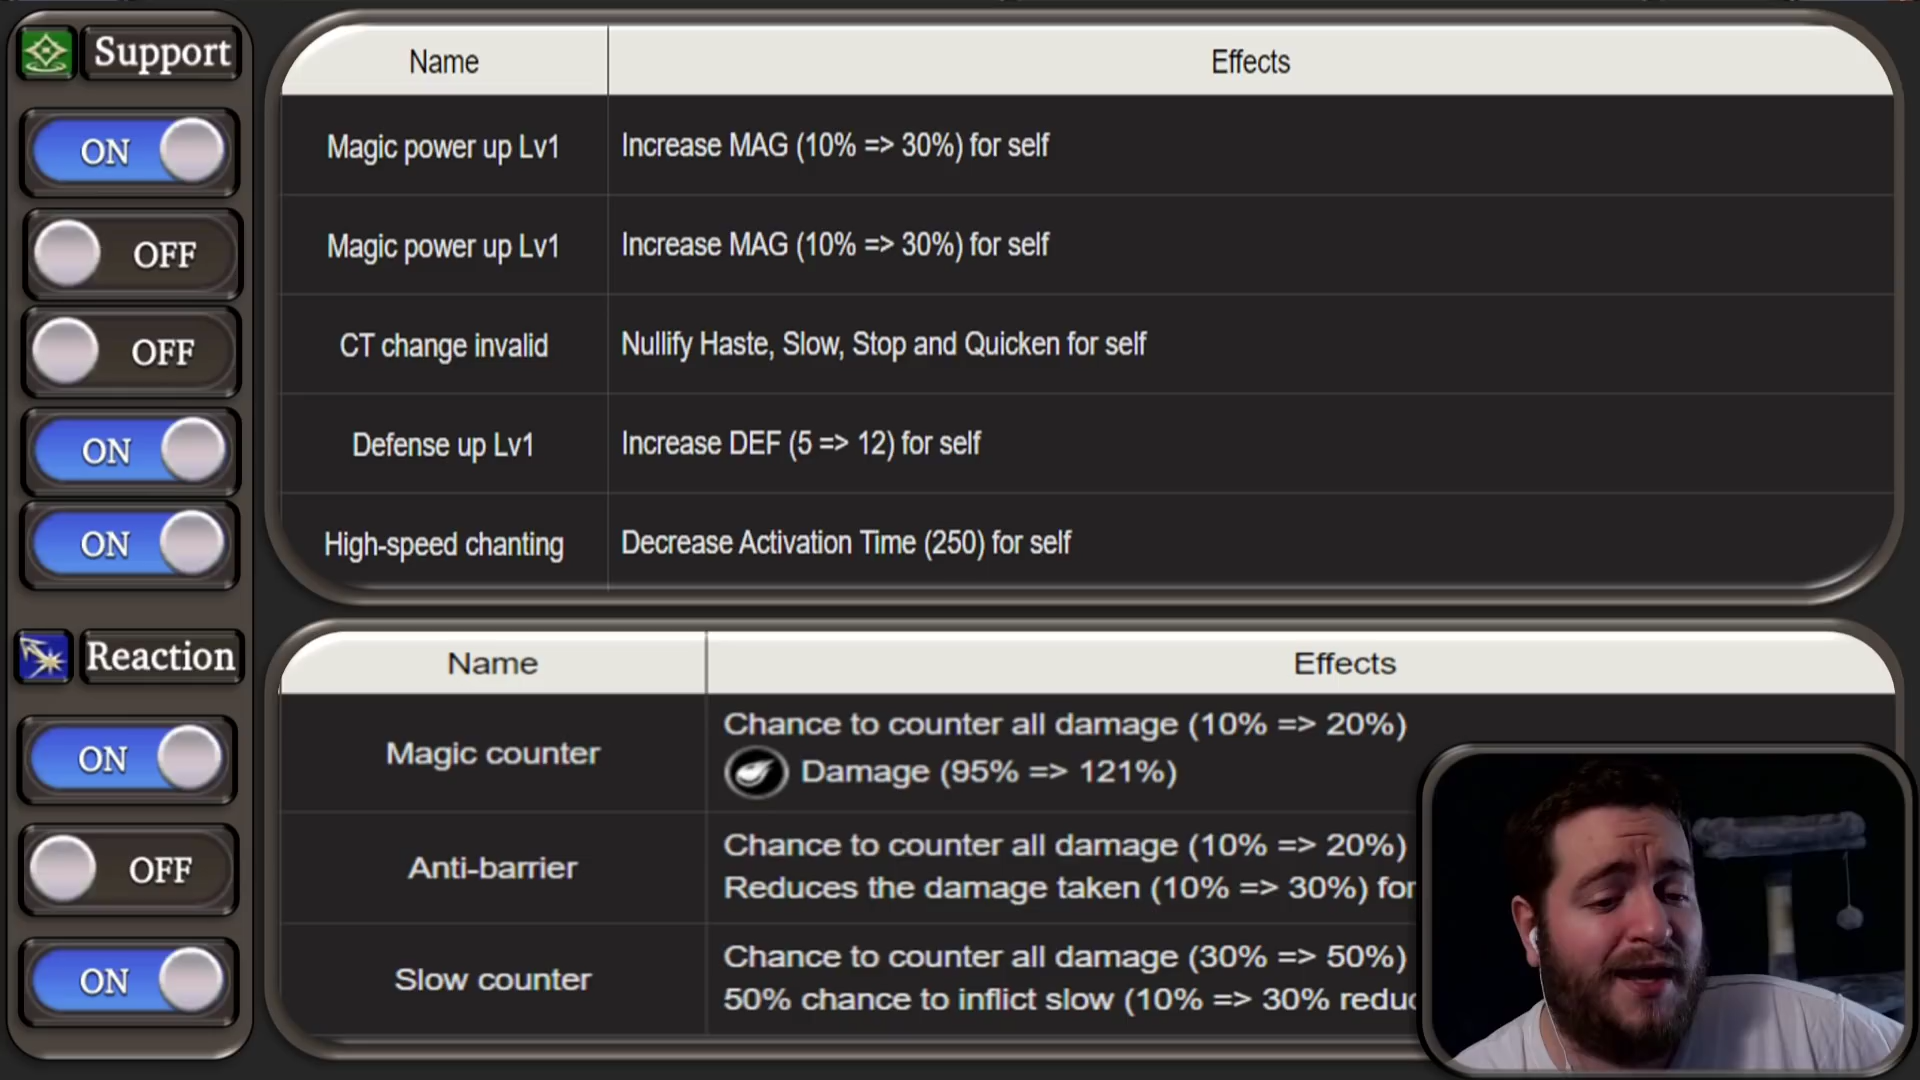 Support
Name Effects
ON Magic power up Lv1 Increase MAG (10% => 30%) for self
OFF Magic power up Lv1 Increase MAG (10% => 30%) for self
OFF CT change invalid Nullify Haste, Slow, Stop and Quicken for self
ON Defense up Lv1 Increase DEF (5 => 12) for self
ON High-speed chanting Decrease Activation Time (250) for self
Reaction
Name Effects
ON Magic counter Chance to counter all damage (10% => 20%)
Damage (95% => 121%)
OFF Anti-barrier Chance to counter all damage (10% => 20%)
Reduces the damage taken (10% => 30%) for
ON Slow counter Chance to counter all damage (30% => 50%)
50% chance to inflict slow (10% => 30% reduc